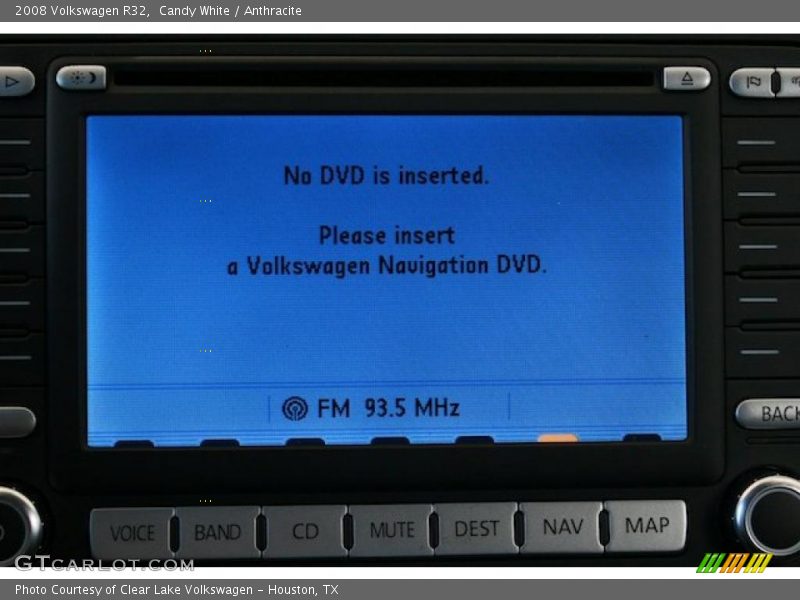 2008 Volkswagen R32,  Candy White / Anthracite
No DVD is inserted.
Please insert
a Volkswagen Navigation DVD.
FM 93.5 MHz
BACK
VOICE BAND CD MUTE DEST NAV MAP
GTCARLOT.COM
Photo Courtesy of Clear Lake Volkswagen – Houston, TX